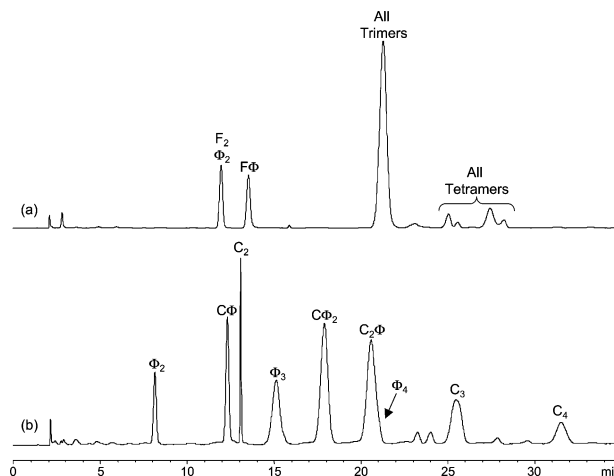 All
Trimers
F₂
Φ₂
FΦ
All
Tetramers
(a)
C₂
CΦ
CΦ₂
C₂Φ
Φ₂
Φ₃
Φ₄
C₃
C₄
(b)
0 5 10 15 20 25 30 min